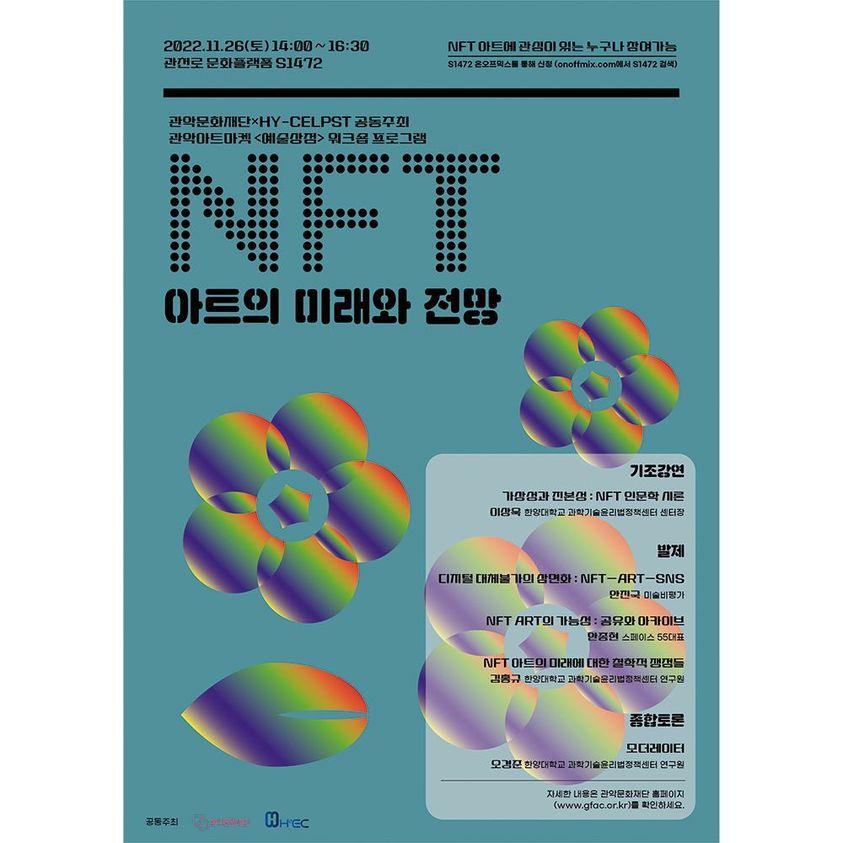 2022.11.26(토) 14:00 ~ 16:30
관천로 문화플랫폼 S1472
NFT 아트에 관심이 있는 누구나 참여가능
S1472 온오프믹스를 통해 신청 (onoffmix.com에서 S1472 검색)
관악문화재단×HY-CELPST 공동주최
관악아트마켓 <예술상점> 워크숍 프로그램
NFT
아트의 미래와 전망
기조강연
가상성과 진본성 : NFT 인문학 시론
이상욱 한양대학교 과학기술윤리법정책센터 센터장
발제
디지털 대체불가의 상면화 : NFT-ART-SNS
안진국 미술비평가
NFT ART의 가능성 : 공유와 아카이브
안종현 스페이스 55대표
NFT 아트의 미래에 대한 철학적 쟁점들
김홍규 한양대학교 과학기술윤리법정책센터 연구원
종합토론
모더레이터
오경준 한양대학교 과학기술윤리법정책센터 연구원
자세한 내용은 관악문화재단 홈페이지
(www.gfac.or.kr)를 확인하세요.
공동주최
관악문화재단